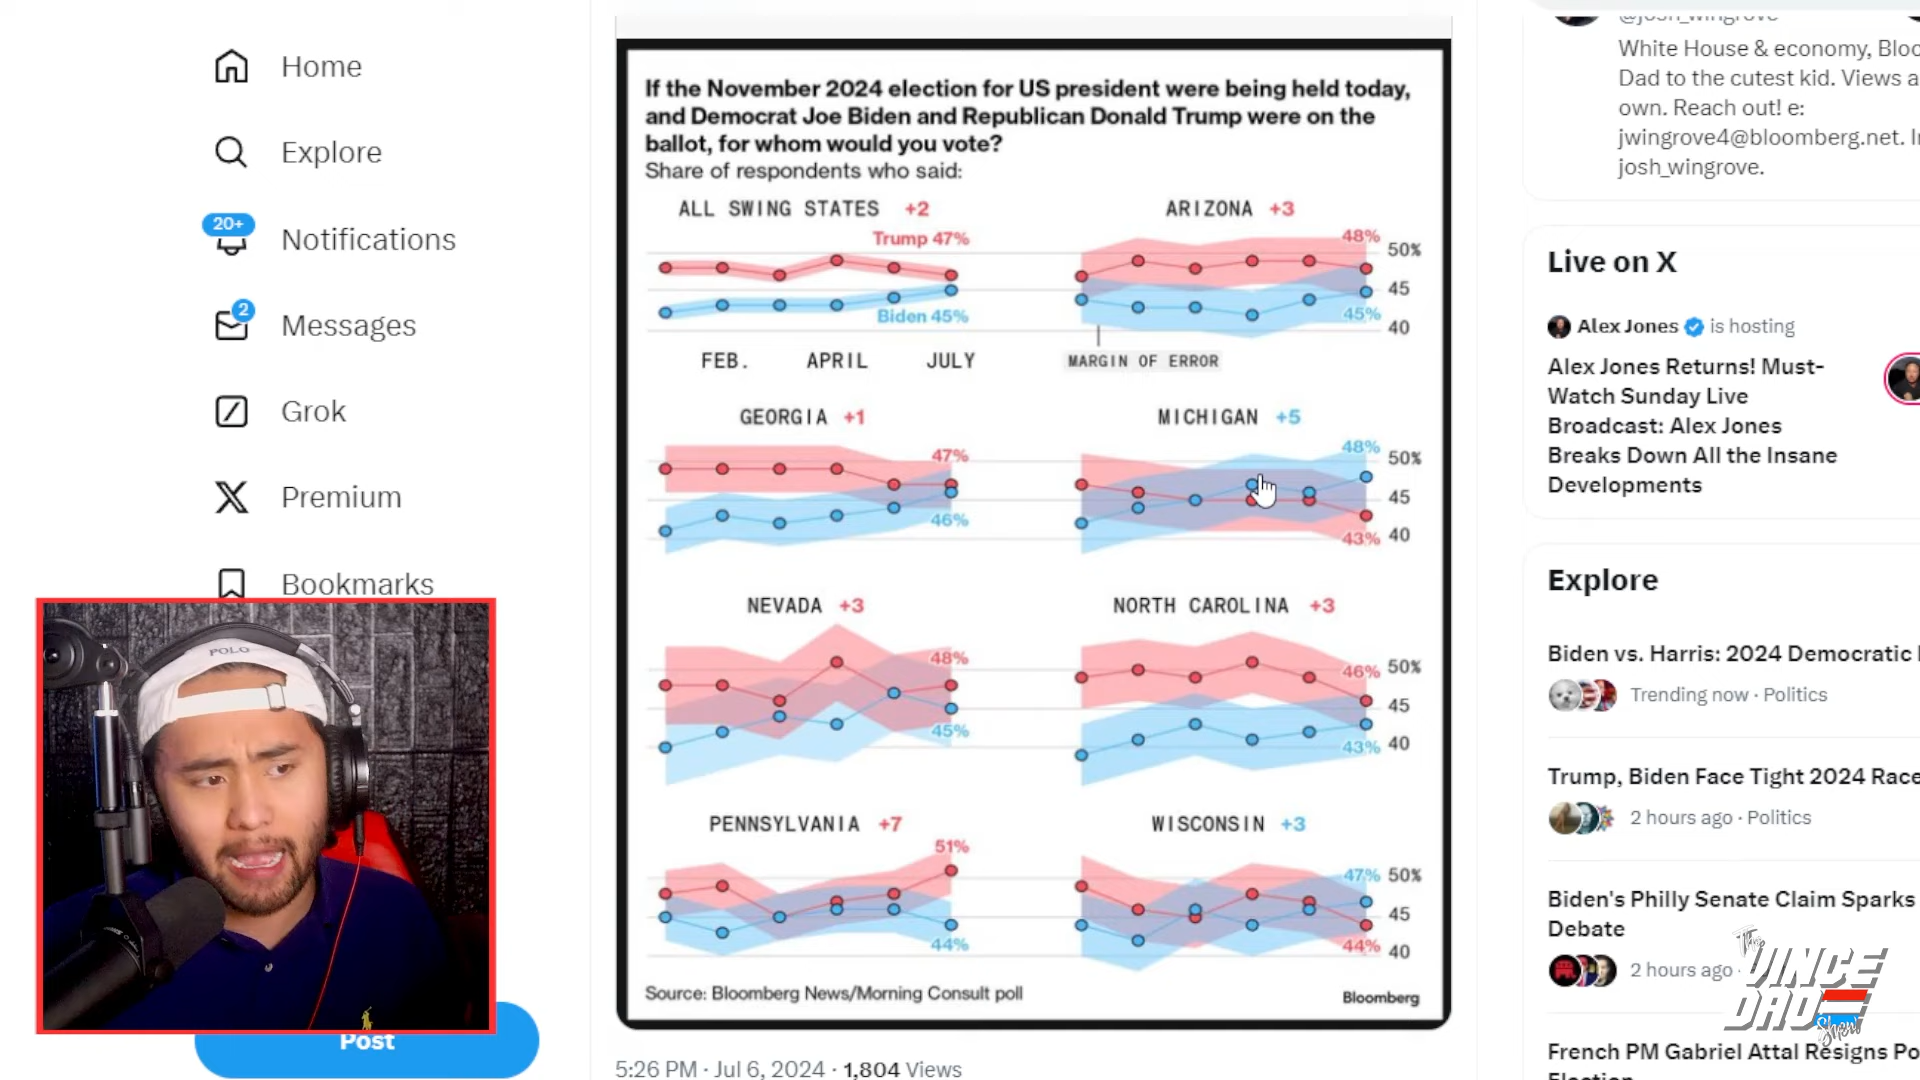 Home
Explore
20+
Notifications
2
Messages
Grok
Premium
Bookmarks
Post
POLO
If the November 2024 election for US president were being held today,
and Democrat Joe Biden and Republican Donald Trump were on the
ballot, for whom would you vote?
Share of respondents who said:
ALL SWING STATES +2
Trump 47%
Biden 45%
FEB. APRIL JULY
ARIZONA +3
48% 50%
45
45%
40
MARGIN OF ERROR
GEORGIA +1
47%
46%
MICHIGAN +5
48% 50%
45
43% 40
NEVADA +3
48%
45%
NORTH CAROLINA +3
46% 50%
45
43% 40
PENNSYLVANIA +7
51%
44%
WISCONSIN +3
47% 50%
45
44% 40
Source: Bloomberg News/Morning Consult poll
Bloomberg
5:26 PM · Jul 6, 2024 · 1,804 Views
@josh_wingrove
White House & economy, Bloo
Dad to the cutest kid. Views a
own. Reach out! e:
jwingrove4@bloomberg.net. I
josh_wingrove.
Live on X
Alex Jones is hosting
Alex Jones Returns! Must-
Watch Sunday Live
Broadcast: Alex Jones
Breaks Down All the Insane
Developments
Explore
Biden vs. Harris: 2024 Democratic
Trending now · Politics
Trump, Biden Face Tight 2024 Race
2 hours ago · Politics
Biden's Philly Senate Claim Sparks
Debate
2 hours ago ·
French PM Gabriel Attal Resigns Po
The
VINCE
DAO
Show